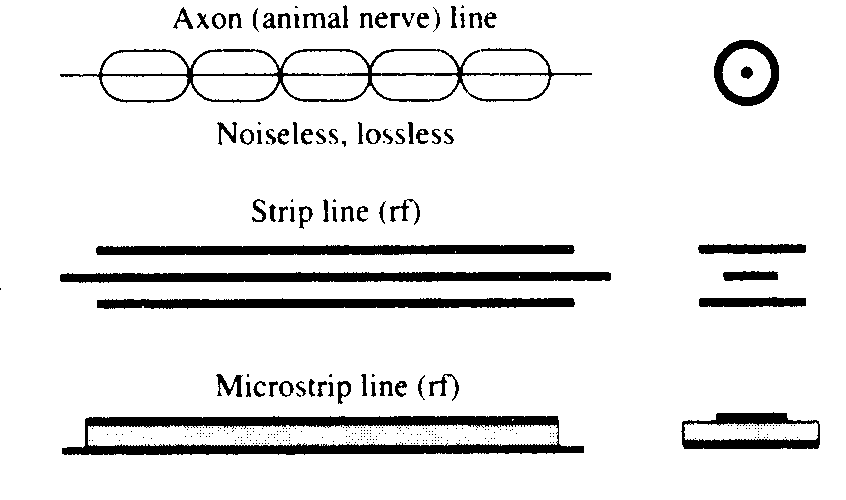 Axon (animal nerve) line
Noiseless, lossless
Strip line (rf)
Microstrip line (rf)